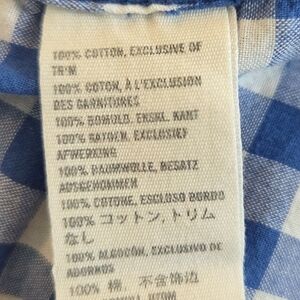 100% COTTON, EXCLUSIVE OF
TRIM
100% COTON, À L'EXCLUSION
DES GARNITURES
100% BOMULD, EKSKL. KANT
100% KATOEN, EXCLUSIEF
AFWERKING
100% BAUMWOLLE, BESATZ
AUSGENOMMEN
100% COTONE, ESCLUSO BORDO
100% コットン, トリム
なし
100% ALGODÓN, EXCLUSIVO DE
ADORNOS
100% 棉, 不含饰边